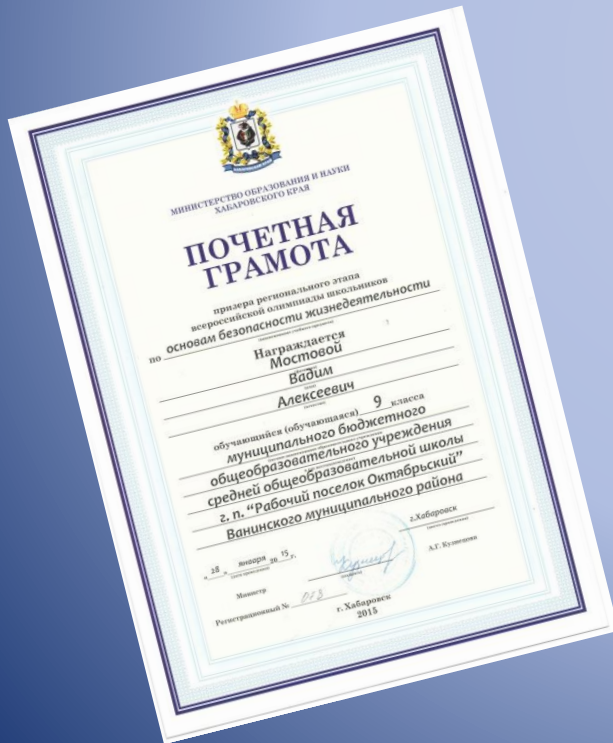 МИНИСТЕРСТВО ОБРАЗОВАНИЯ И НАУКИ
ХАБАРОВСКОГО КРАЯ
ПОЧЕТНАЯ
ГРАМОТА
призера регионального этапа
всероссийской олимпиады школьников
по основам безопасности жизнедеятельности
Награждается
Мостовой
Вадим
Алексеевич
обучающийся (обучающаяся) 9 класса
муниципального бюджетного
общеобразовательного учреждения
средней общеобразовательной школы
г. п. "Рабочий поселок Октябрьский"
Ванинского муниципального района
г.Хабаровск
"28" января 2015 г.
Министр А.Г. Кузнецова
Регистрационный № 073
г. Хабаровск
2015